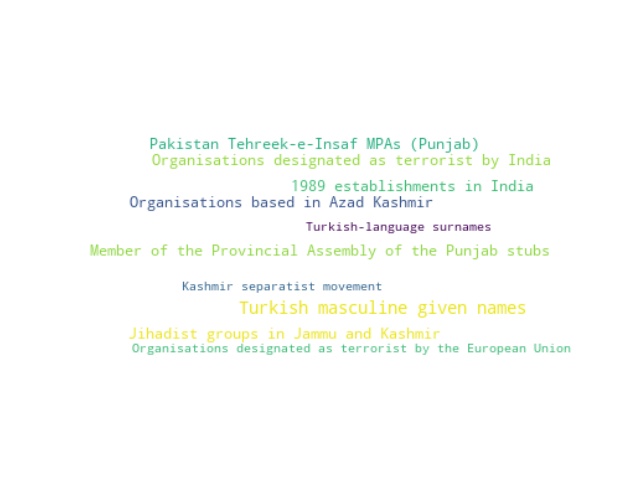 Pakistan Tehreek-e-Insaf MPAs (Punjab)
Organisations designated as terrorist by India
1989 establishments in India
Organisations based in Azad Kashmir
Turkish-language surnames
Member of the Provincial Assembly of the Punjab stubs
Kashmir separatist movement
Turkish masculine given names
Jihadist groups in Jammu and Kashmir
Organisations designated as terrorist by the European Union